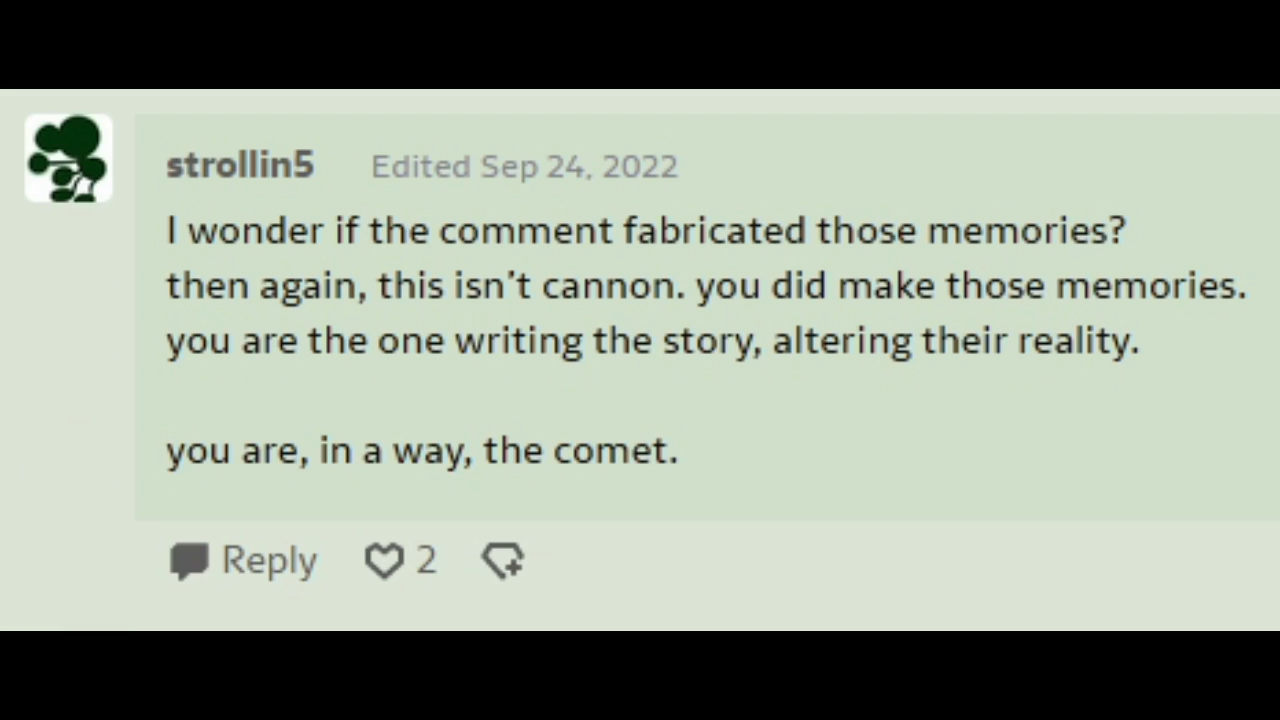 strollin5 Edited Sep 24, 2022
I wonder if the comment fabricated those memories?
then again, this isn't cannon. you did make those memories.
you are the one writing the story, altering their reality.
you are, in a way, the comet.
Reply 2